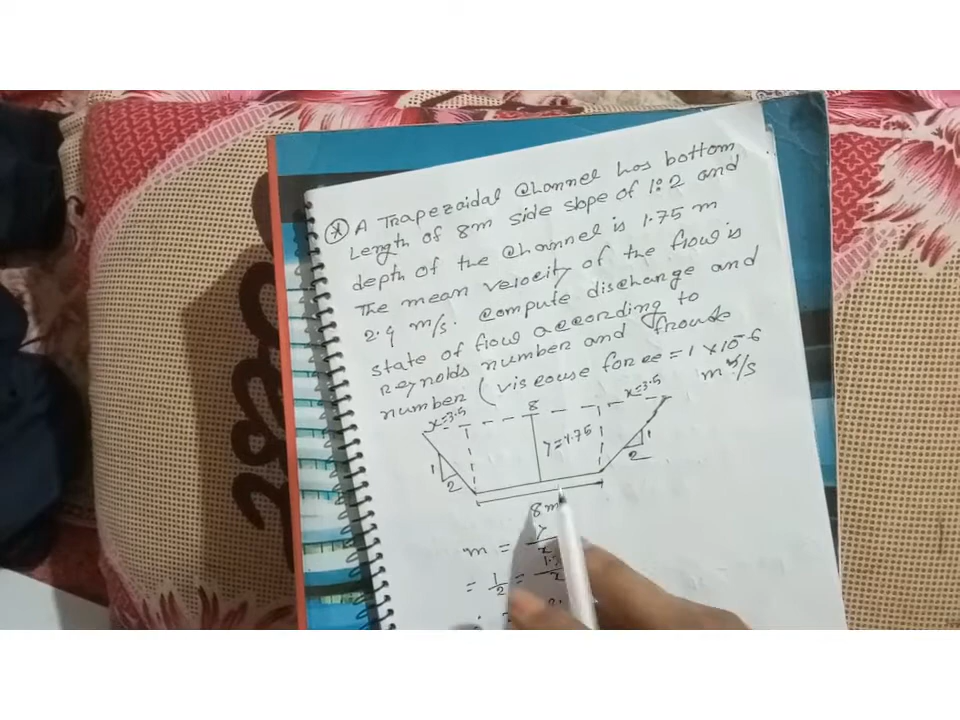 * A Trapezoidal channel has bottom
Length of 8m side slope of 1:2 and
depth of the channel is 1.75 m
The mean velocity of the flow is
2.4 m/s. compute discharge and
state of flow according to
Reynolds number and froude
number (viscouse force = 1 × 10⁻⁶
m²/s
x=3.5 8 x=3.5
y=1.75
1 1
2 2
8m
m = y/x
= 1/2 =